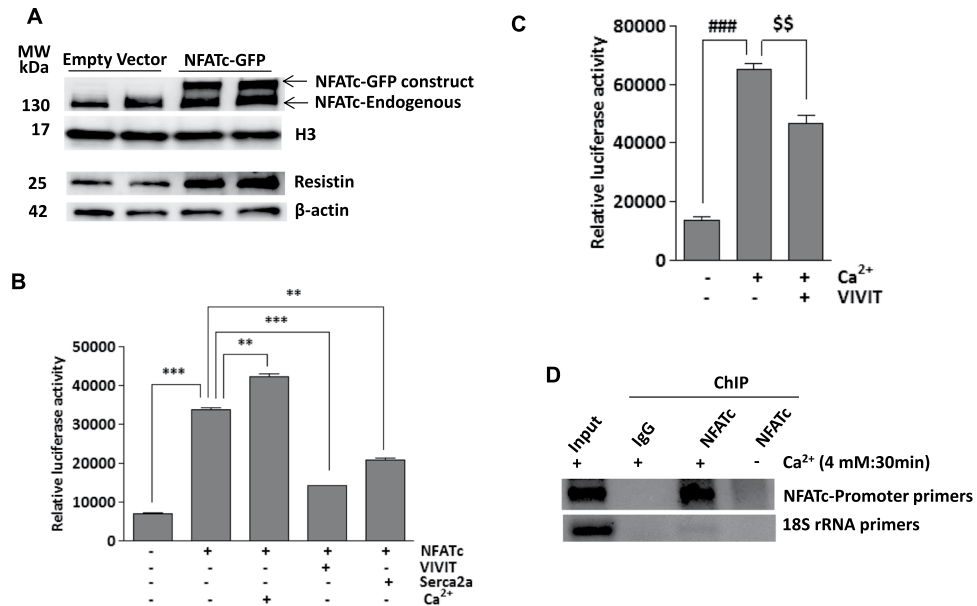 A
MW
kDa
Empty Vector
NFATc-GFP
NFATc-GFP construct
130
NFATc-Endogenous
17
H3
25
Resistin
42
β-actin
B
Relative luciferase activity
50000
40000
30000
20000
10000
0
***
**
***
**
- + + + + NFATc
- - - + - VIVIT
- - - - + Serca2a
- - + - - Ca2+
C
Relative luciferase activity
80000
60000
40000
20000
0
### $$
- + + Ca2+
- - + VIVIT
D
ChIP
Input IgG NFATc NFATc
+ + + - Ca2+ (4 mM:30min)
NFATc-Promoter primers
18S rRNA primers